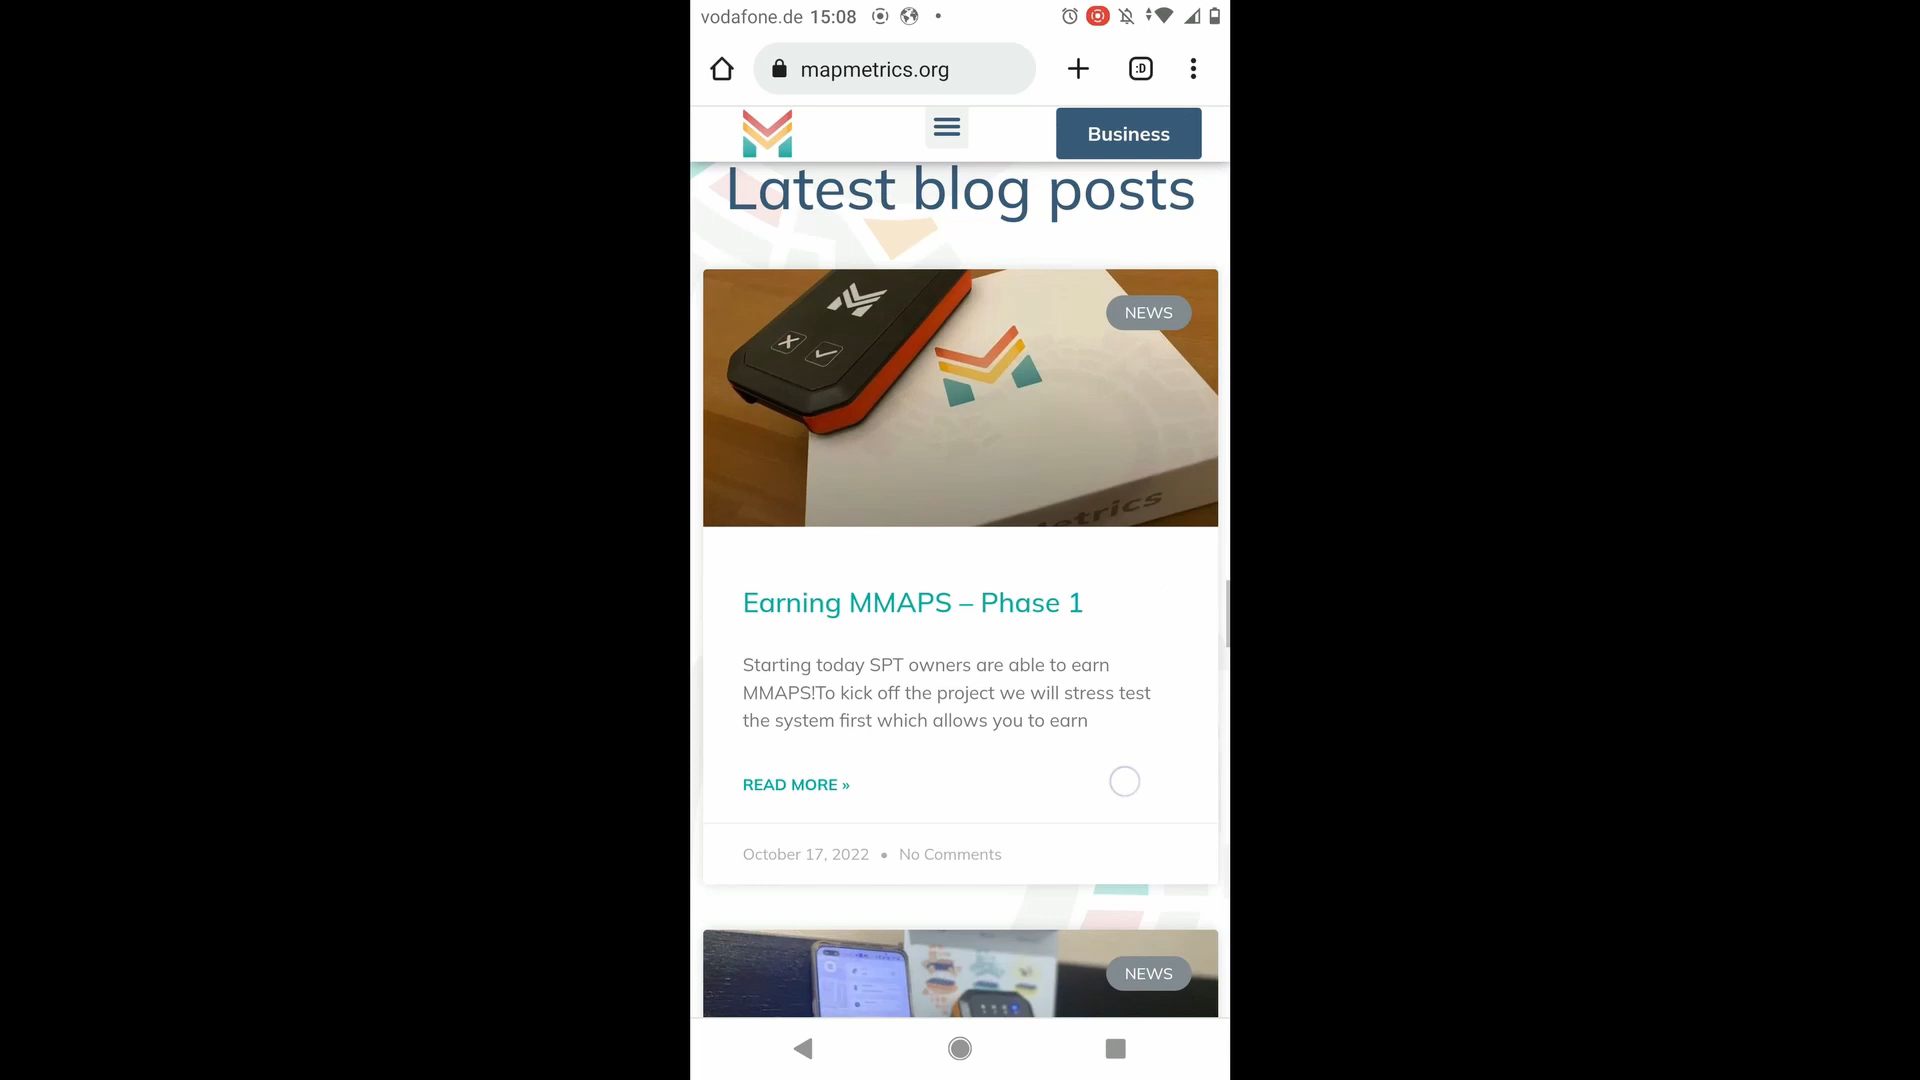 vodafone.de 15:08
mapmetrics.org
:D
Business
Latest blog posts
NEWS
etrics
Earning MMAPS – Phase 1
Starting today SPT owners are able to earn
MMAPS!To kick off the project we will stress test
the system first which allows you to earn
READ MORE »
October 17, 2022 • No Comments
NEWS